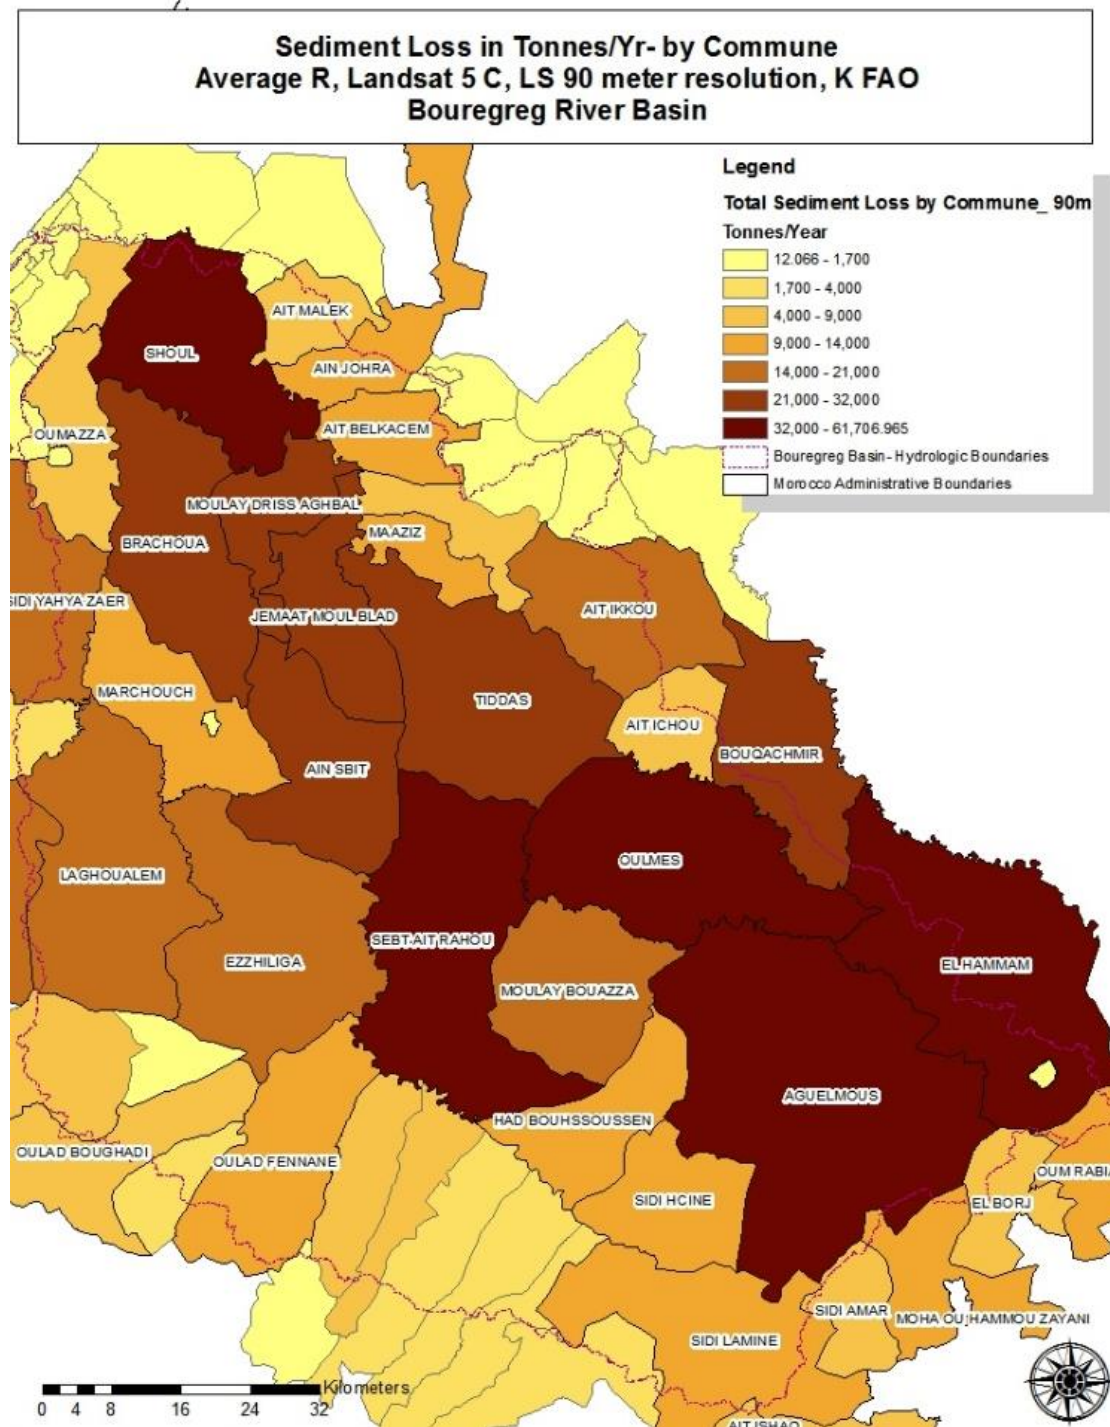 Sediment Loss in Tonnes/Yr- by Commune
Average R, Landsat 5 C, LS 90 meter resolution, K FAO
Bouregreg River Basin
Legend
Total Sediment Loss by Commune_ 90m
Tonnes/Year
12.066 - 1,700
1,700 - 4,000
4,000 - 9,000
9,000 - 14,000
14,000 - 21,000
21,000 - 32,000
32,000 - 61,706.965
Bouregreg Basin- Hydrologic Boundaries
Morocco Administrative Boundaries
AIT MALEK
SHOUL
AIN JOHRA
AIT BELKACEM
OUMAZZA
MOULAY DRISS AGHBAL
MAAZIZ
BRACHOUA
SIDI YAHYA ZAER
AIT IKKOU
JEMAAT MOUL BLAD
MARCHOUCH
TIDDAS
AIT ICHOU
BOUQACHMIR
AIN SBIT
OULMES
LAGHOUALEM
SEBT AIT RAHOU
EZZHILIGA
EL HAMMAM
MOULAY BOUAZZA
AGUELMOUS
HAD BOUHSSOUSSEN
OULAD BOUGHADI
OULAD FENNANE
OUM RABIA
SIDI HCINE
EL BORJ
SIDI AMAR
MOHA OU HAMMOU ZAYANI
SIDI LAMINE
Kilometers
0 4 8 16 24 32
AIT ISHAQ